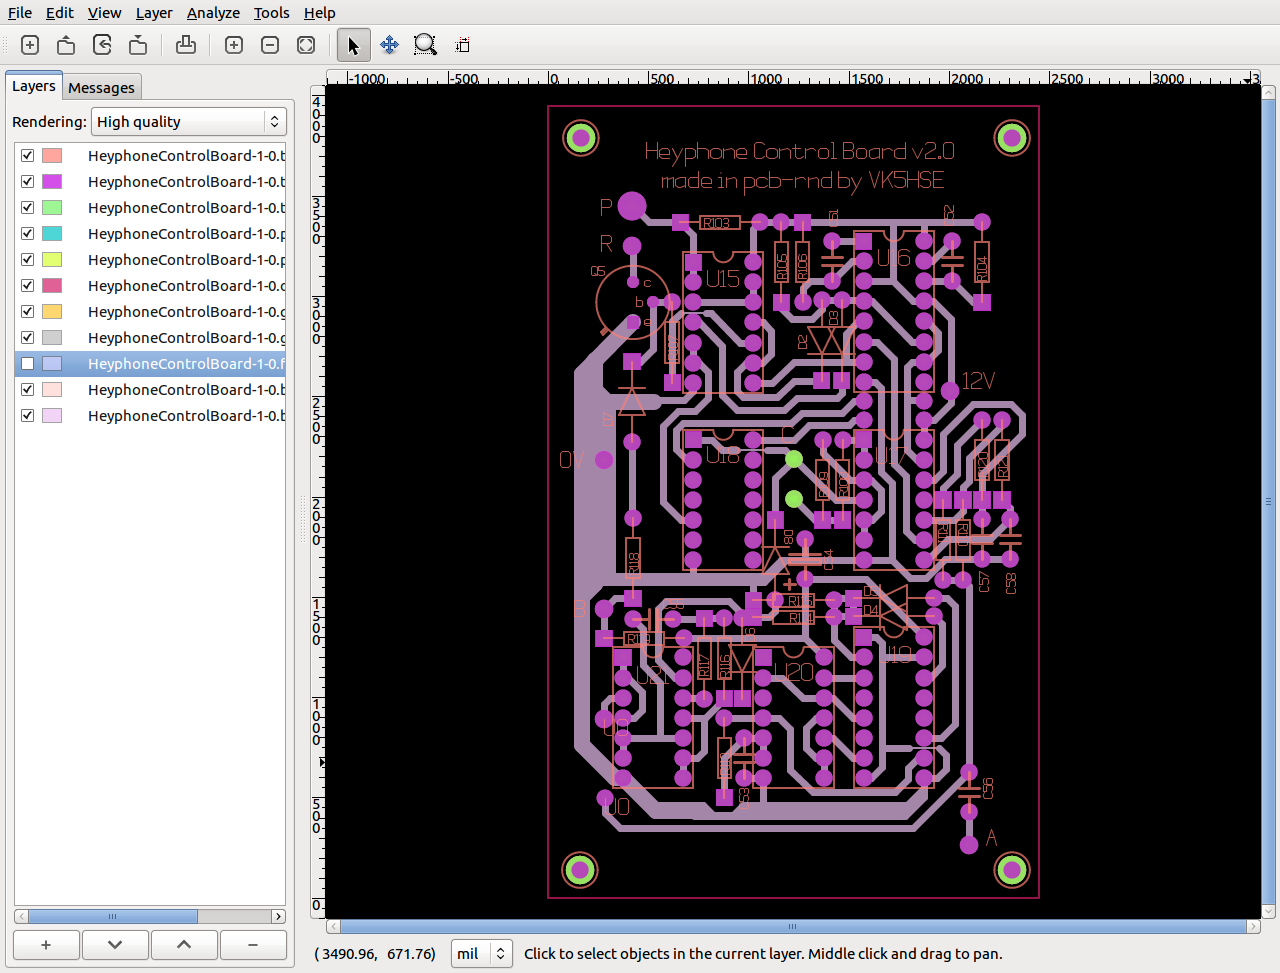 File Edit View Layer Analyze Tools Help
Layers Messages
Rendering: High quality
HeyphoneControlBoard-1-0.t
HeyphoneControlBoard-1-0.t
HeyphoneControlBoard-1-0.t
HeyphoneControlBoard-1-0.p
HeyphoneControlBoard-1-0.p
HeyphoneControlBoard-1-0.c
HeyphoneControlBoard-1-0.g
HeyphoneControlBoard-1-0.g
HeyphoneControlBoard-1-0.f
HeyphoneControlBoard-1-0.b
HeyphoneControlBoard-1-0.b
-1000 -500 0 500 1000 1500 2000 2500 3000 3
4000
3500
3000
2500
2000
1500
1000
500
0
Heyphone Control Board v2.0
made in pcb-rnd by VK5HSE
P
R103
R
U15
R105
R106
U16
R104
c
b
e
D2
D3
12V
0V
U18
U17
R118
D8
C57
C58
D4
R117
R116
U20
U19
C53
C56
A
(3490.96, 671.76) mil Click to select objects in the current layer. Middle click and drag to pan.